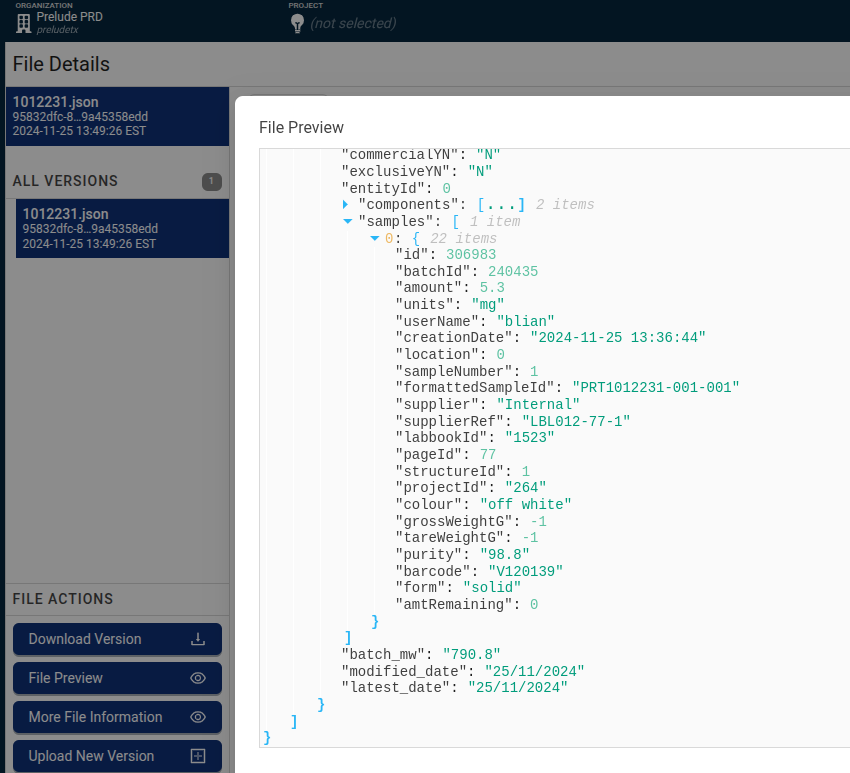 ORGANIZATION
Prelude PRD
preludetx
PROJECT
(not selected)
File Details
1012231.json
95832dfc-8...9a45358edd
2024-11-25 13:49:26 EST
ALL VERSIONS
1
1012231.json
95832dfc-8...9a45358edd
2024-11-25 13:49:26 EST
FILE ACTIONS
Download Version
File Preview
More File Information
Upload New Version
File Preview
"commercialYN": "N"
"exclusiveYN": "N"
"entityId": 0
"components": [...] 2 items
"samples": [ 1 item
0: { 22 items
"id": 306983
"batchId": 240435
"amount": 5.3
"units": "mg"
"userName": "blian"
"creationDate": "2024-11-25 13:36:44"
"location": 0
"sampleNumber": 1
"formattedSampleId": "PRT1012231-001-001"
"supplier": "Internal"
"supplierRef": "LBL012-77-1"
"labbookId": "1523"
"pageId": 77
"structureId": 1
"projectId": "264"
"colour": "off white"
"grossWeightG": -1
"tareWeightG": -1
"purity": "98.8"
"barcode": "V120139"
"form": "solid"
"amtRemaining": 0
}
]
"batch_mw": "790.8"
"modified_date": "25/11/2024"
"latest_date": "25/11/2024"
}
]
}